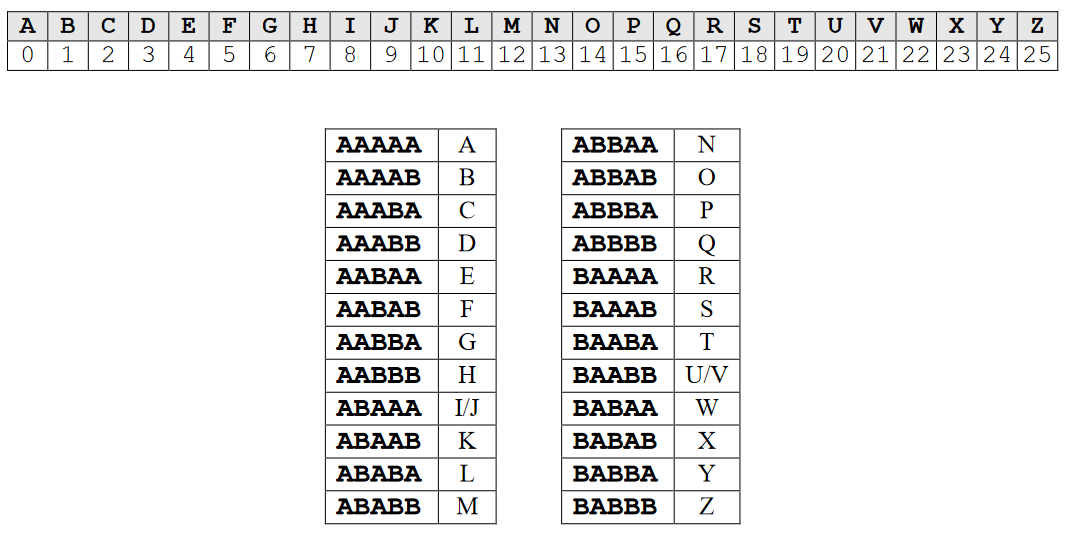 A B C D E F G H I J K L M N O P Q R S T U V W X Y Z
0 1 2 3 4 5 6 7 8 9 10 11 12 13 14 15 16 17 18 19 20 21 22 23 24 25
AAAAA A ABBAA N
AAAAB B ABBAB O
AAABA C ABBBA P
AAABB D ABBBB Q
AABAA E BAAAA R
AABAB F BAAAB S
AABBA G BAABA T
AABBB H BAABB U/V
ABAAA I/J BABAA W
ABAAB K BABAB X
ABABA L BABBA Y
ABABB M BABBB Z